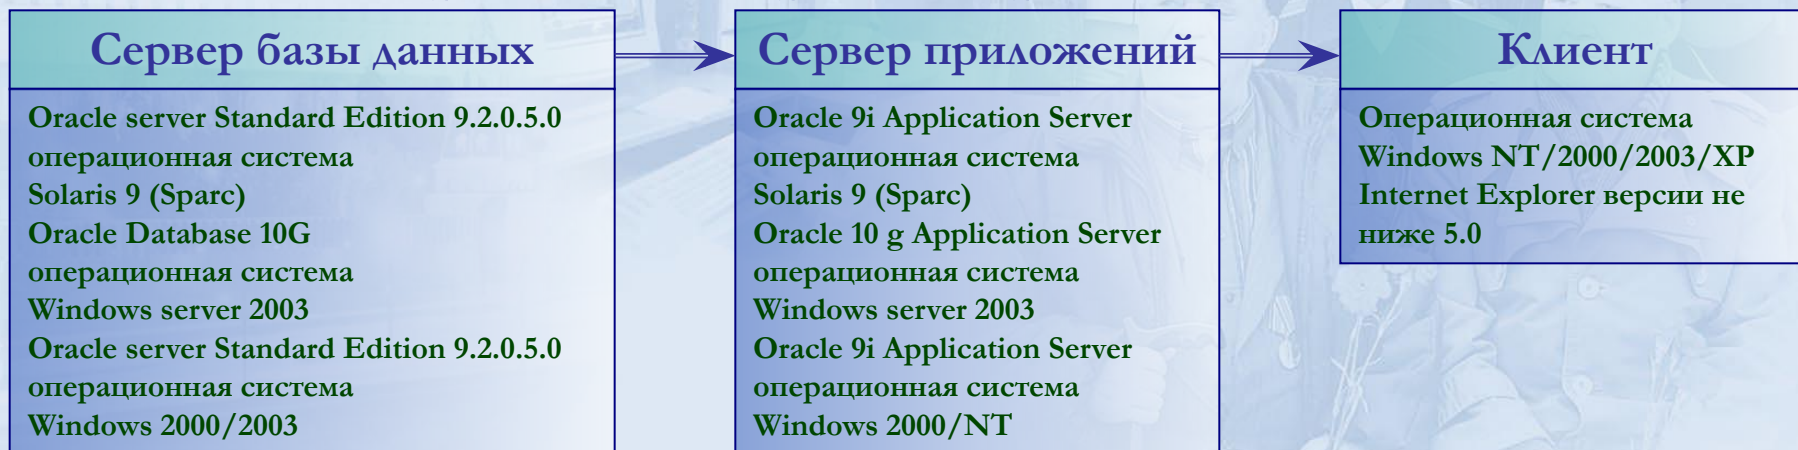 Сервер базы данных
Oracle server Standard Edition 9.2.0.5.0
операционная система
Solaris 9 (Sparc)
Oracle Database 10G
операционная система
Windows server 2003
Oracle server Standard Edition 9.2.0.5.0
операционная система
Windows 2000/2003
Сервер приложений
Oracle 9i Application Server
операционная система
Solaris 9 (Sparc)
Oracle 10 g Application Server
операционная система
Windows server 2003
Oracle 9i Application Server
операционная система
Windows 2000/NT
Клиент
Операционная система
Windows NT/2000/2003/XP
Internet Explorer версии не
ниже 5.0